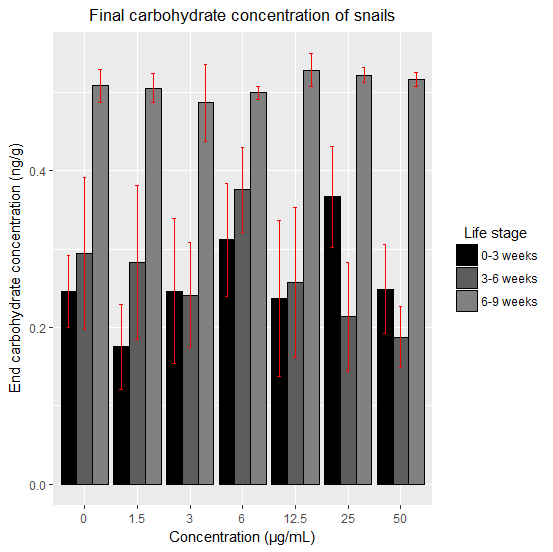 Final carbohydrate concentration of snails
End carbohydrate concentration (ng/g)
0.4
0.2
0.0
0 1.5 3 6 12.5 25 50
Concentration (µg/mL)
Life stage
0-3 weeks
3-6 weeks
6-9 weeks